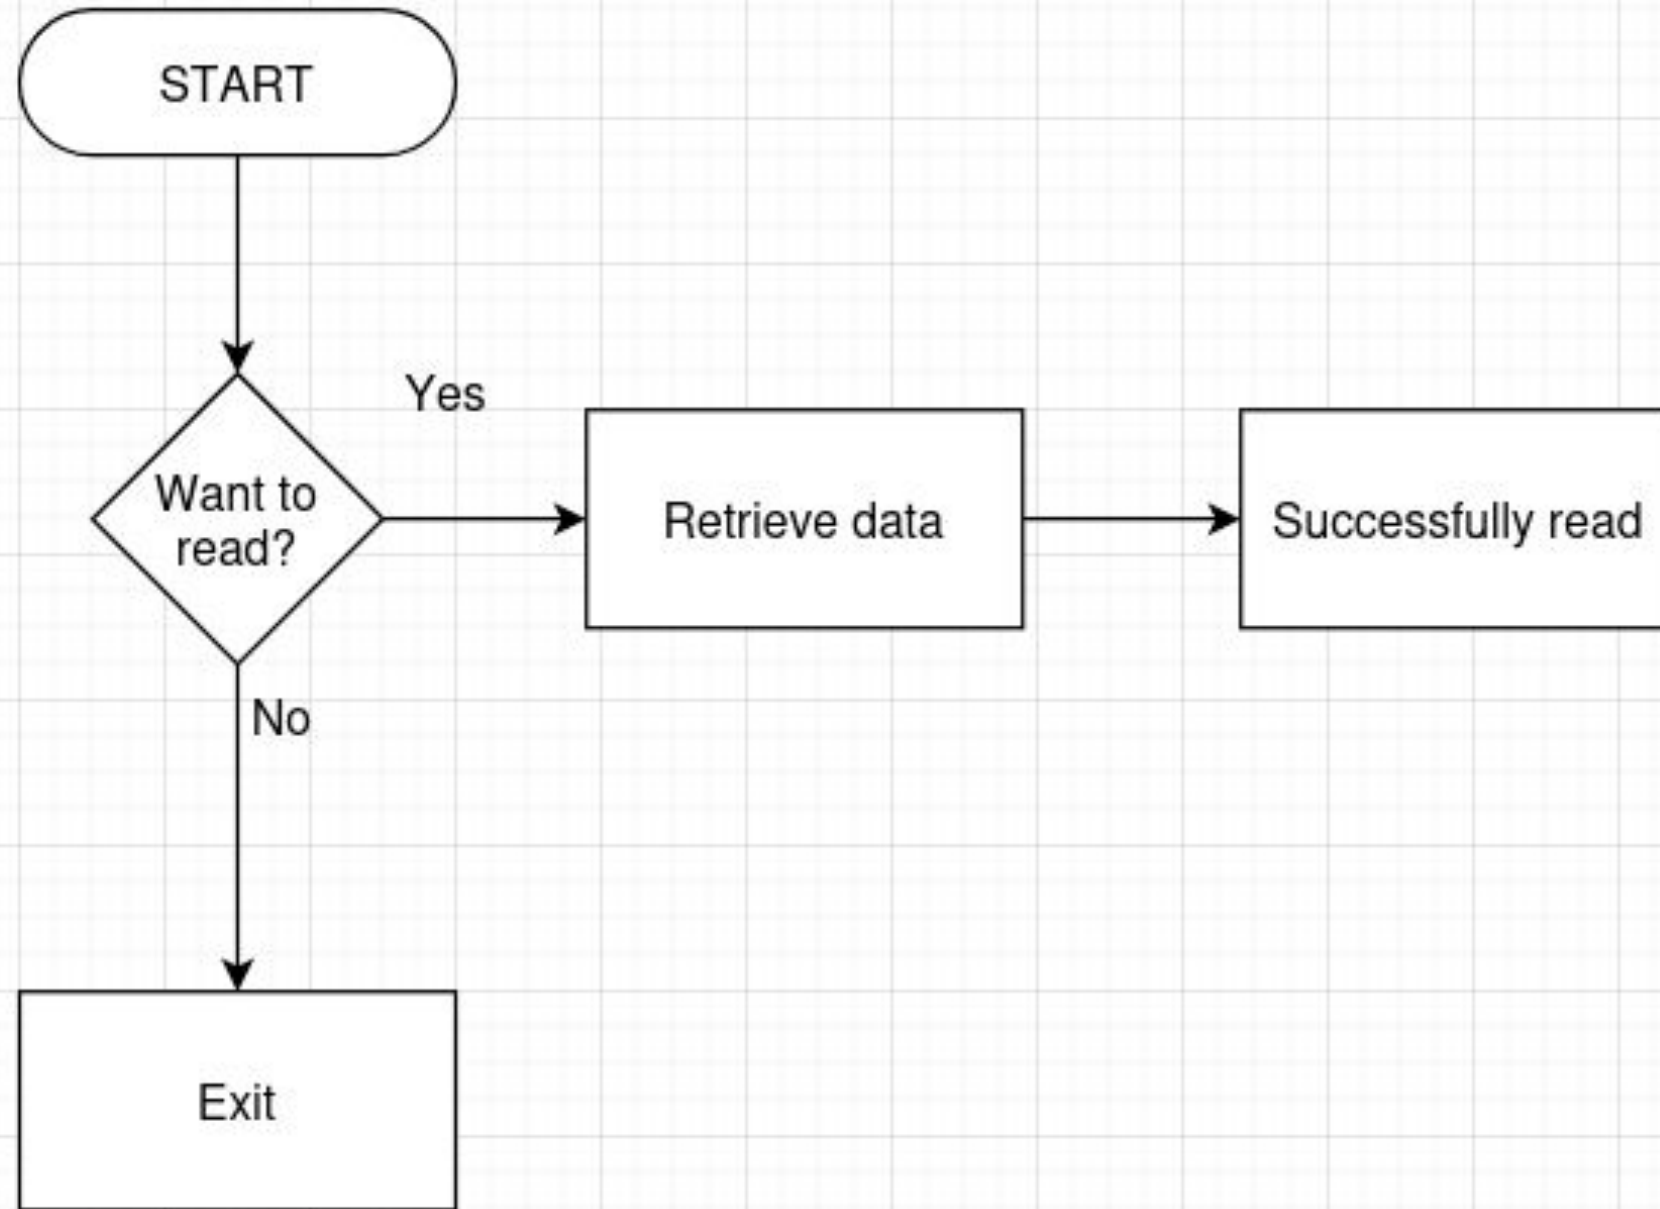 START
Yes
Want to
read?
Retrieve data
Successfully read
No
Exit